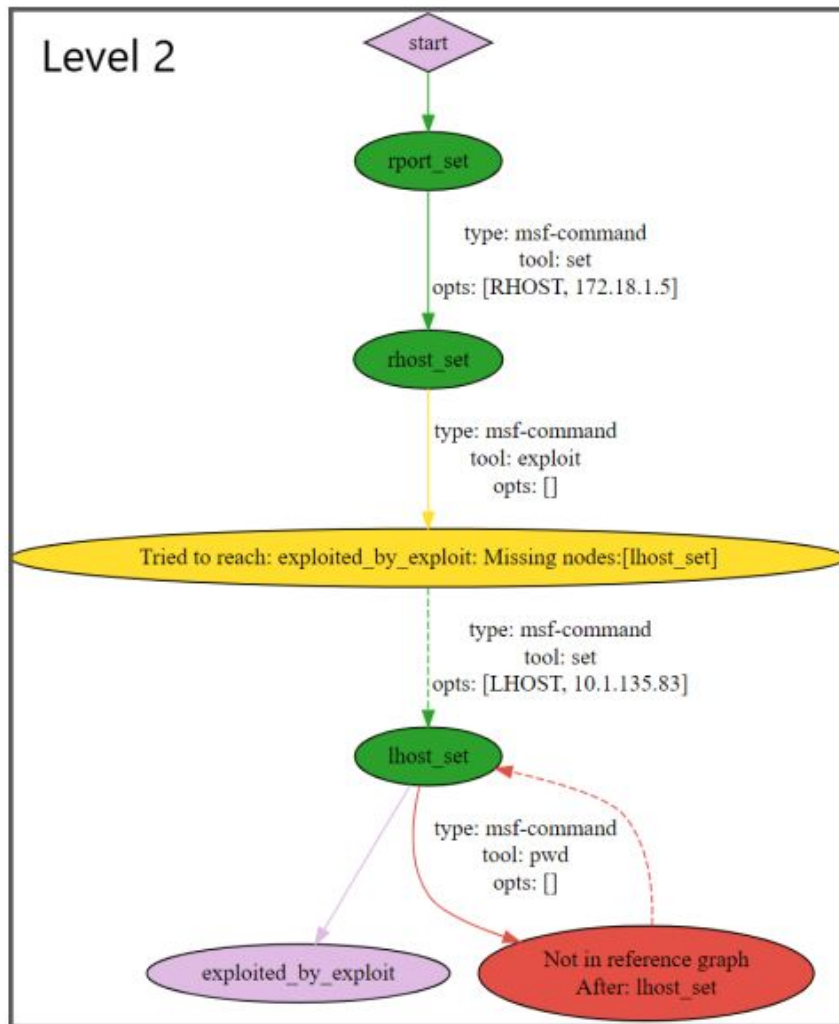 Level 2
start
rport_set
type: msf-command
tool: set
opts: [RHOST, 172.18.1.5]
rhost_set
type: msf-command
tool: exploit
opts: []
Tried to reach: exploited_by_exploit: Missing nodes:[lhost_set]
type: msf-command
tool: set
opts: [LHOST, 10.1.135.83]
lhost_set
type: msf-command
tool: pwd
opts: []
exploited_by_exploit
Not in reference graph
After: lhost_set